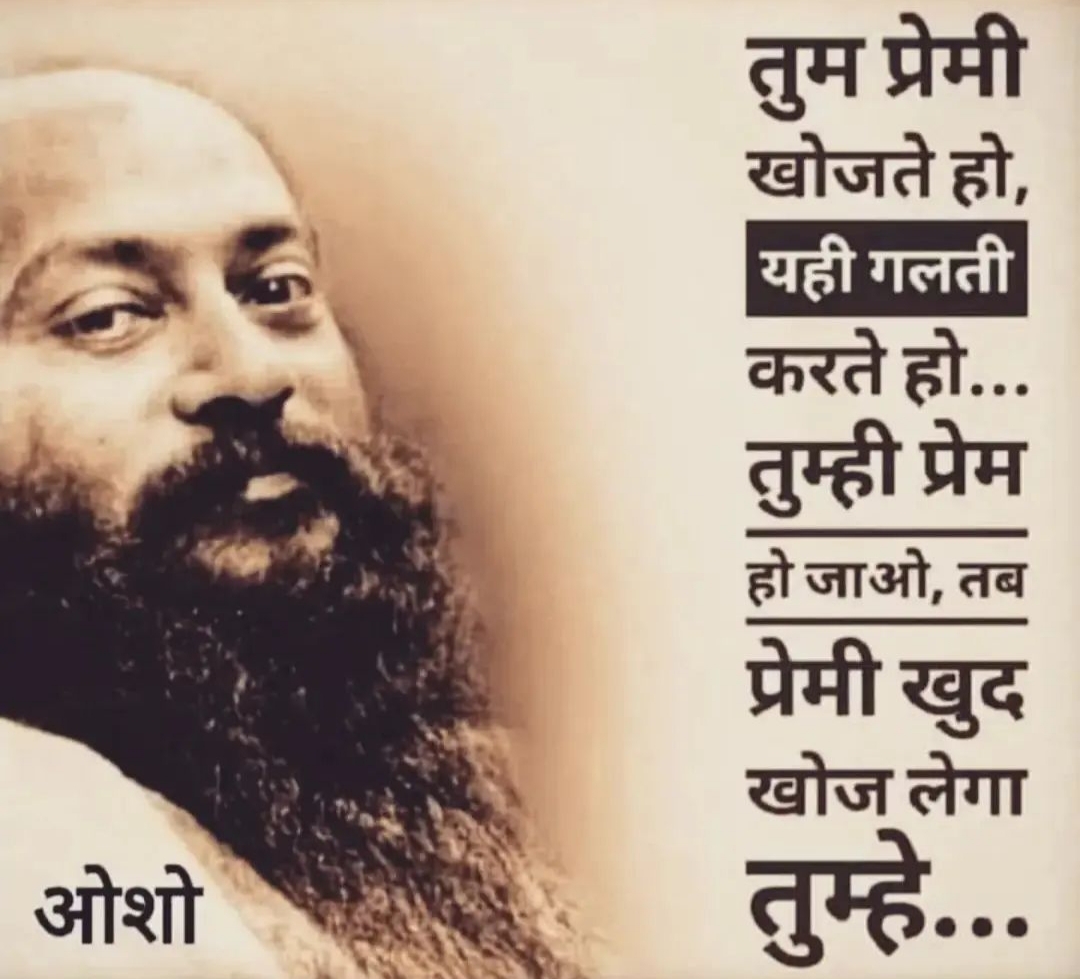 तुम प्रेमी
खोजते हो,
यही गलती
करते हो...
तुम्ही प्रेम
हो जाओ, तब
प्रेमी खुद
खोज लेगा
तुम्हे...
ओशो